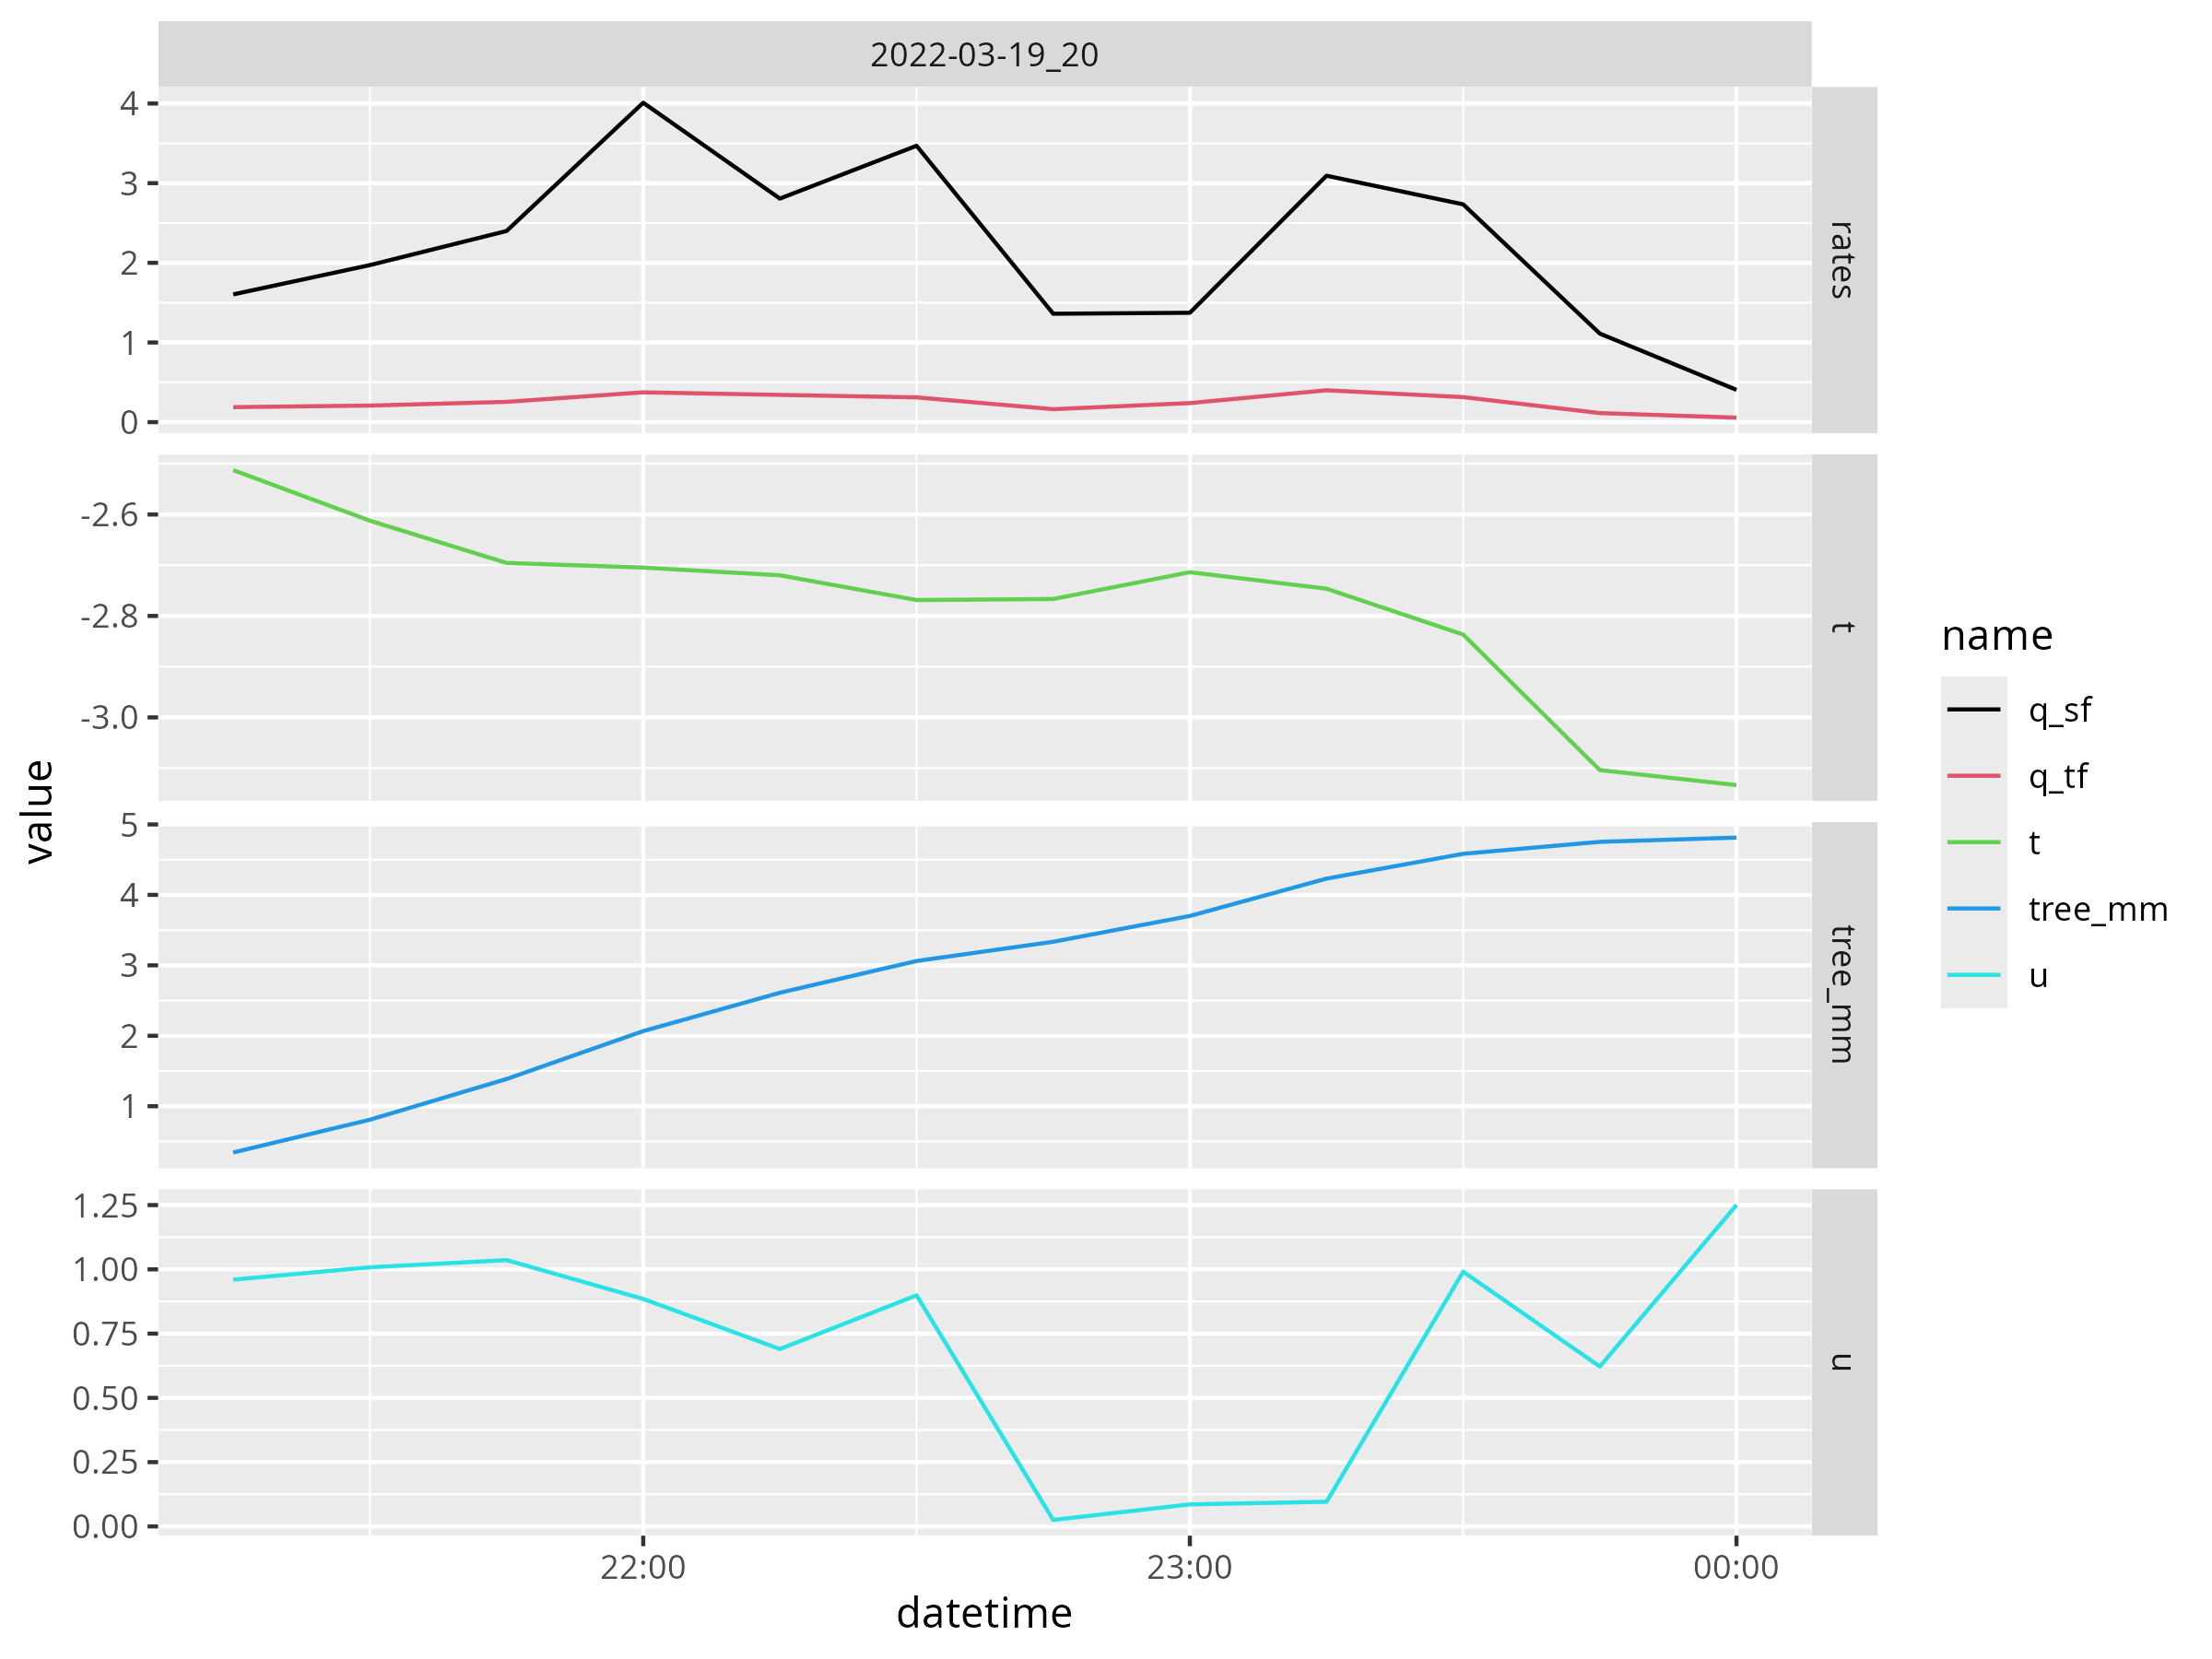 2022-03-19_20
4
3
2
1
0
rates
-2.6
-2.8
-3.0
t
5
4
3
2
1
tree_mm
1.25
1.00
0.75
0.50
0.25
0.00
u
22:00
23:00
00:00
datetime
value
name
q_sf
q_tf
t
tree_mm
u